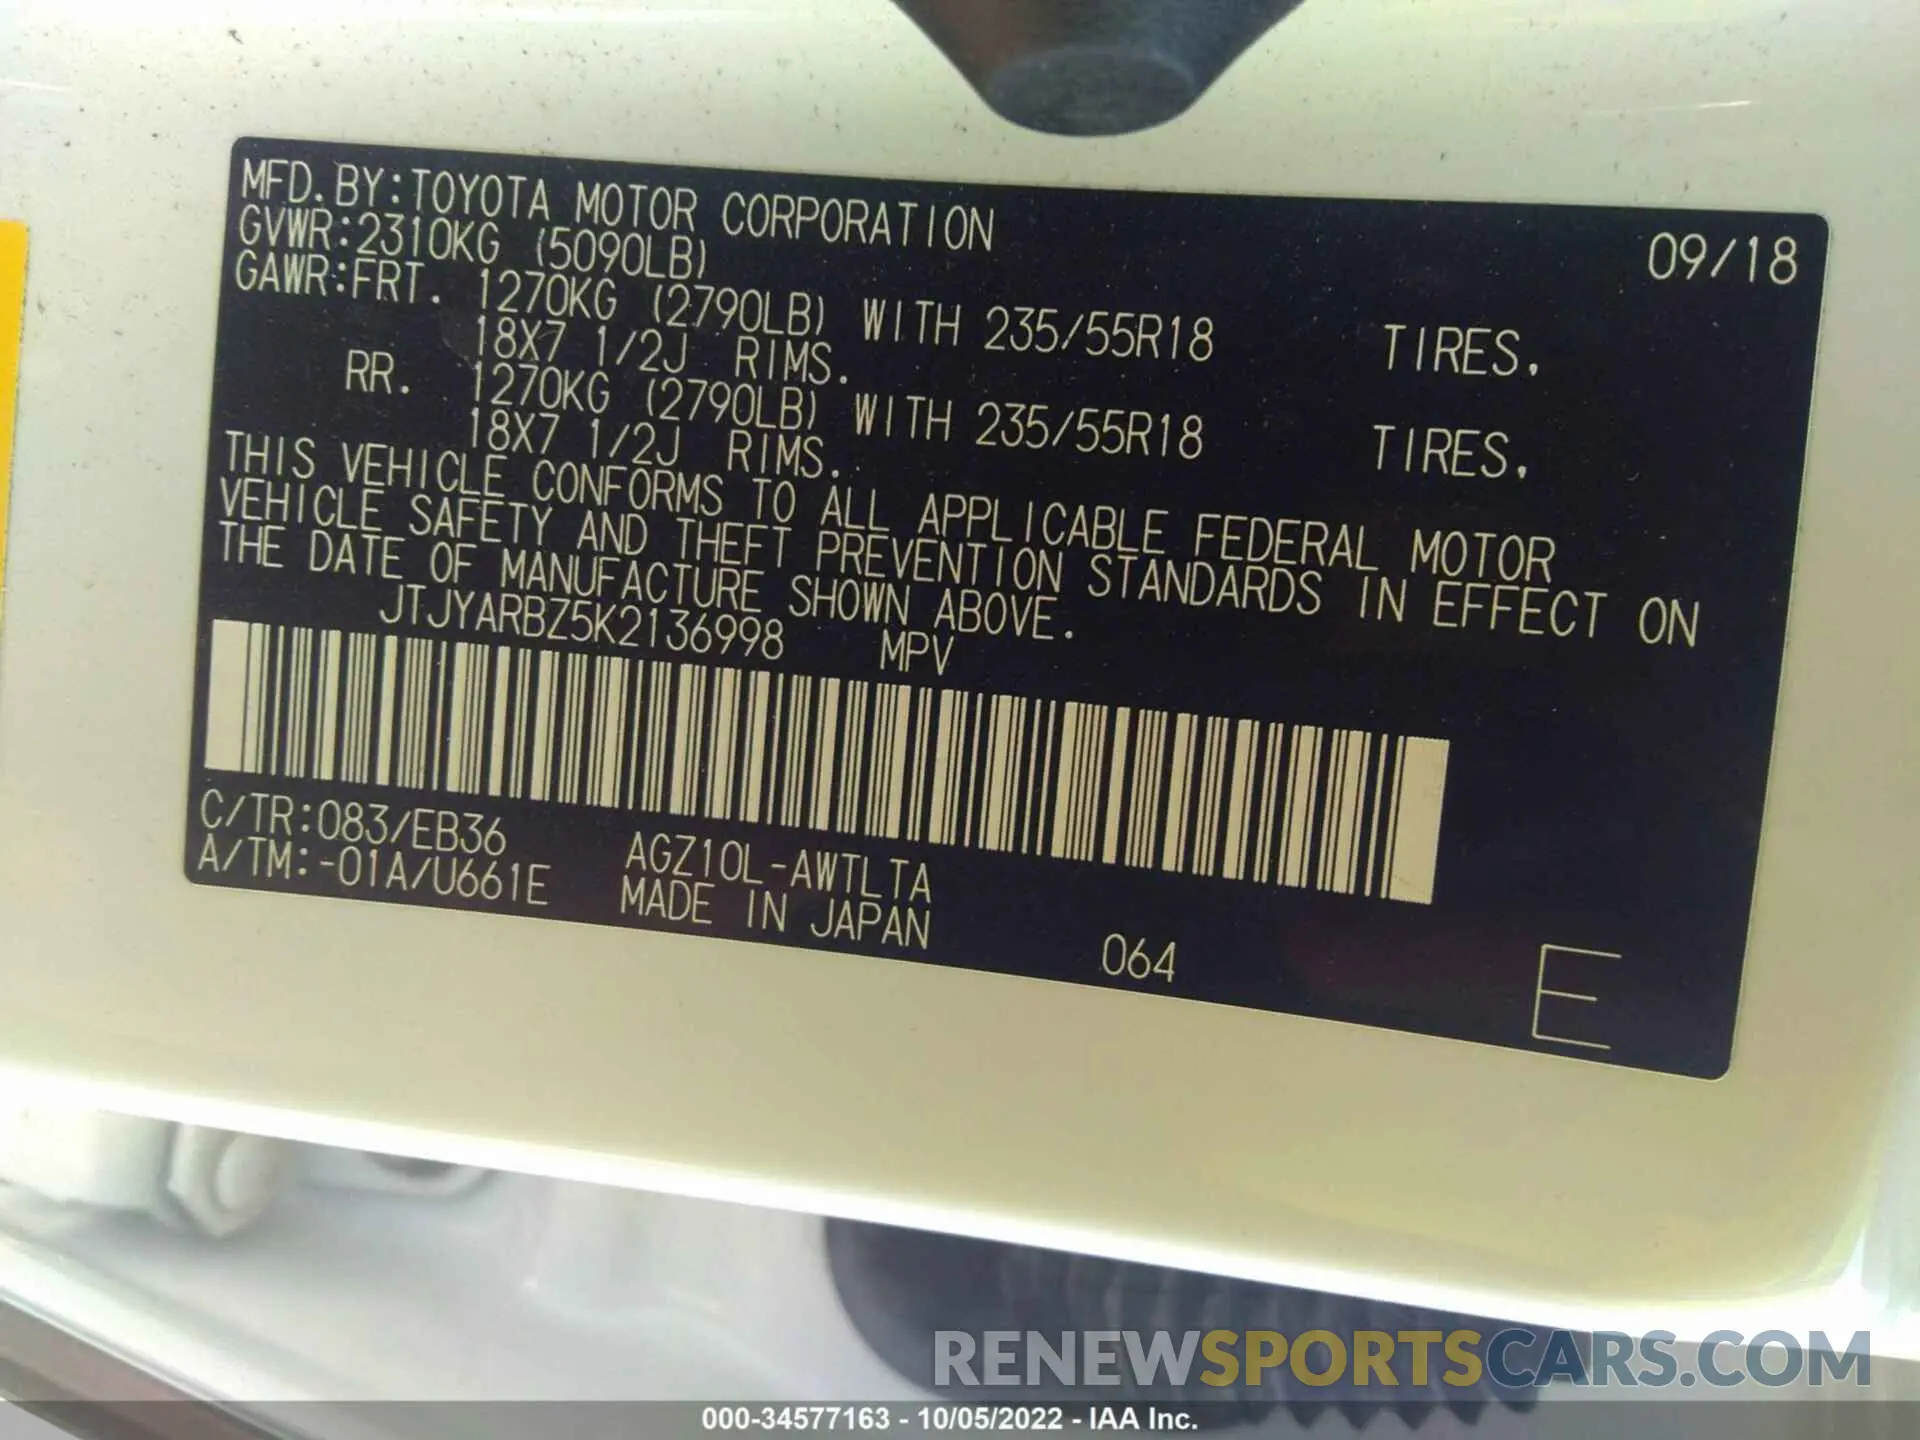 MFD.BY:TOYOTA MOTOR CORPORATION 09/18
GVWR:2310KG (5090LB)
GAWR:FRT. 1270KG (2790LB) WITH 235/55R18 TIRES,
18X7 1/2J RIMS.
RR. 1270KG (2790LB) WITH 235/55R18 TIRES,
18X7 1/2J RIMS.
THIS VEHICLE CONFORMS TO ALL APPLICABLE FEDERAL MOTOR
VEHICLE SAFETY AND THEFT PREVENTION STANDARDS IN EFFECT ON
THE DATE OF MANUFACTURE SHOWN ABOVE.
JTJYARBZ5K2136998 MPV
C/TR:083/EB36 AGZ10L-AWTLTA
A/TM:-01A/U661E MADE IN JAPAN
064 E
RENEWSPORTSCARS.COM
000-34577163 - 10/05/2022 - IAA Inc.